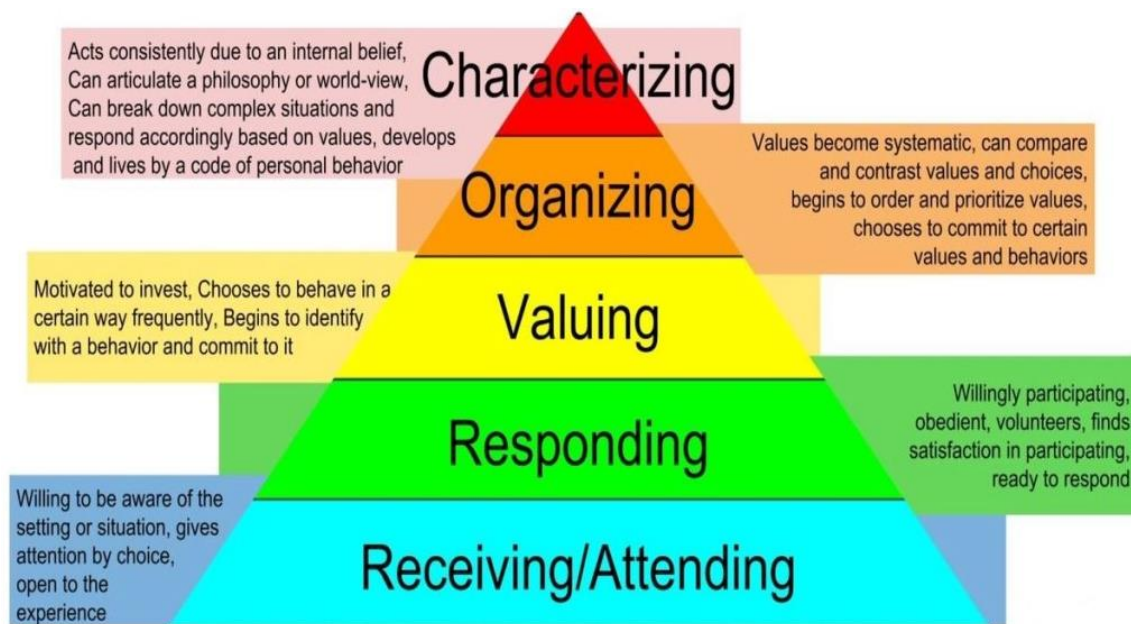 Acts consistently due to an internal belief,
Can articulate a philosophy or world-view,
Can break down complex situations and
respond accordingly based on values, develops
and lives by a code of personal behavior
Characterizing
Values become systematic, can compare
and contrast values and choices,
begins to order and prioritize values,
chooses to commit to certain
values and behaviors
Organizing
Motivated to invest, Chooses to behave in a
certain way frequently, Begins to identify
with a behavior and commit to it
Valuing
Willingly participating,
obedient, volunteers, finds
satisfaction in participating,
ready to respond
Responding
Willing to be aware of the
setting or situation, gives
attention by choice,
open to the
experience
Receiving/Attending